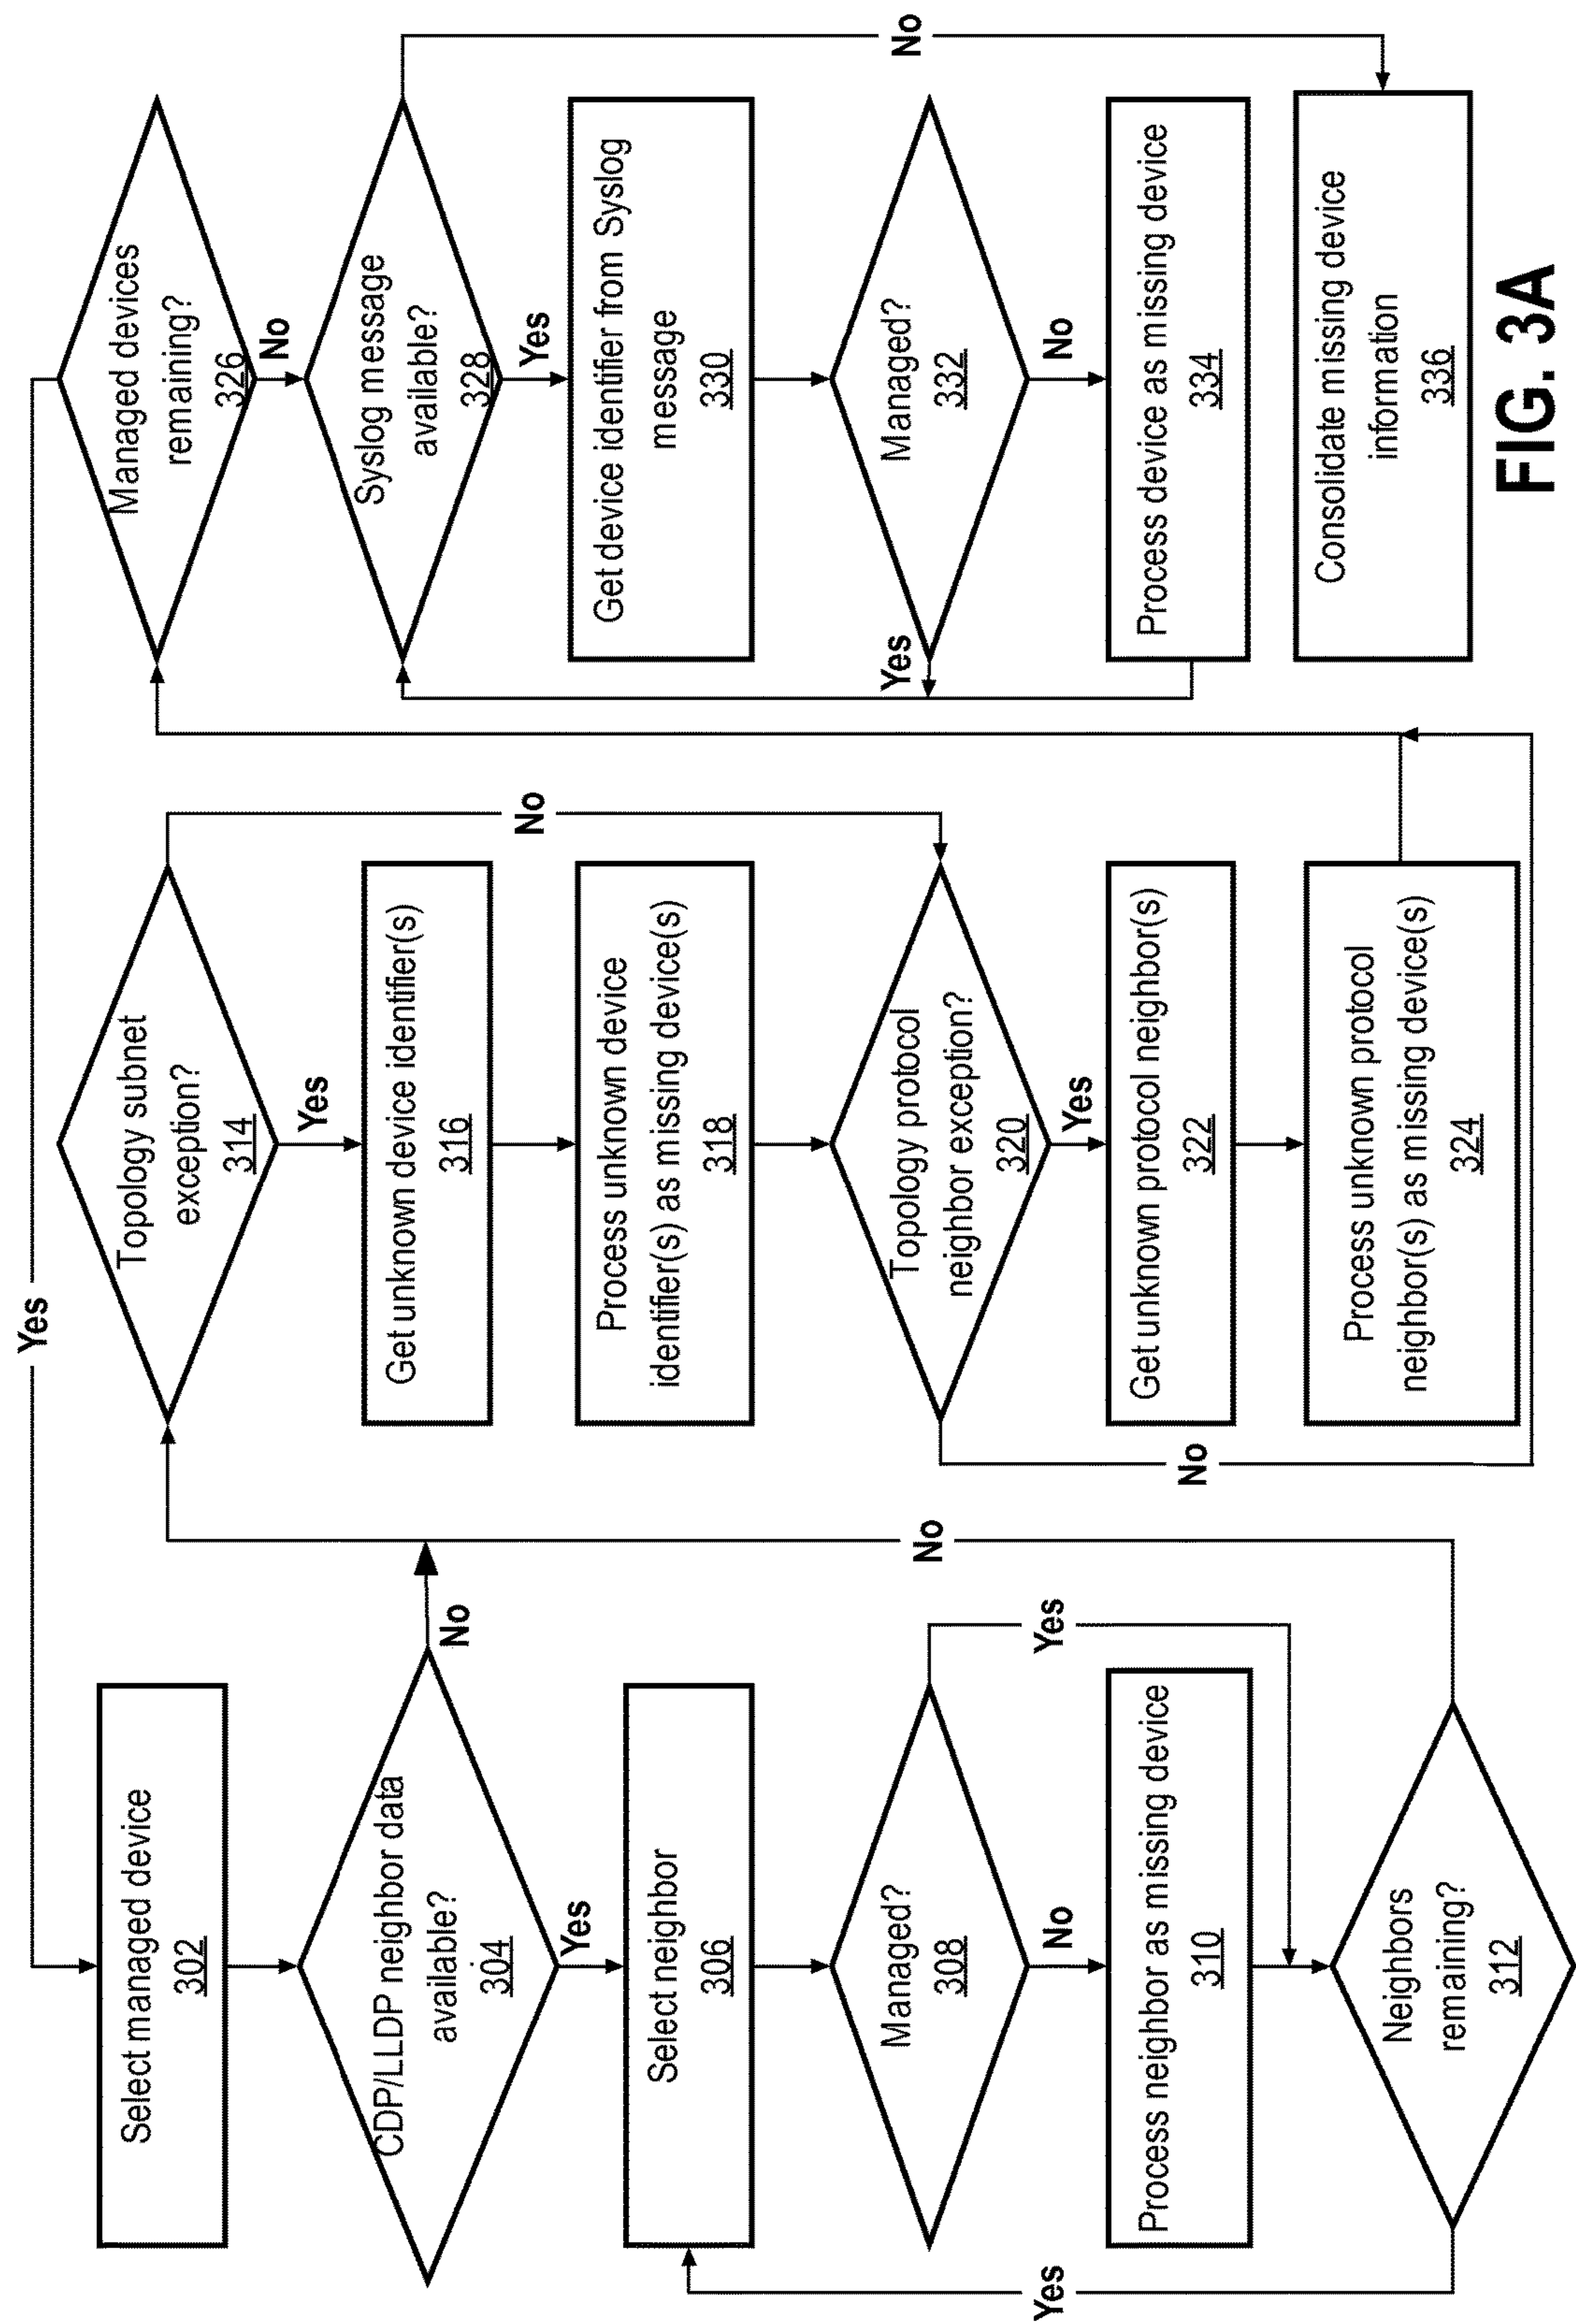 Select managed device
302
CDP/LLDP neighbor data
available?
304
No
Yes
Select neighbor
306
Managed?
308
Yes
No
Process neighbor as missing device
310
Neighbors
remaining?
312
Yes
No
Topology subnet
exception?
314
Yes
No
Get unknown device identifier(s)
316
Process unknown device
identifier(s) as missing device(s)
318
Topology protocol
neighbor exception?
320
Yes
No
Get unknown protocol neighbor(s)
322
Process unknown protocol
neighbor(s) as missing device(s)
324
Yes
Managed devices
remaining?
326
No
Syslog message
available?
328
Yes
No
Get device identifier from Syslog
message
330
Managed?
332
Yes
No
Process device as missing device
334
Consolidate missing device
information
336
FIG. 3A